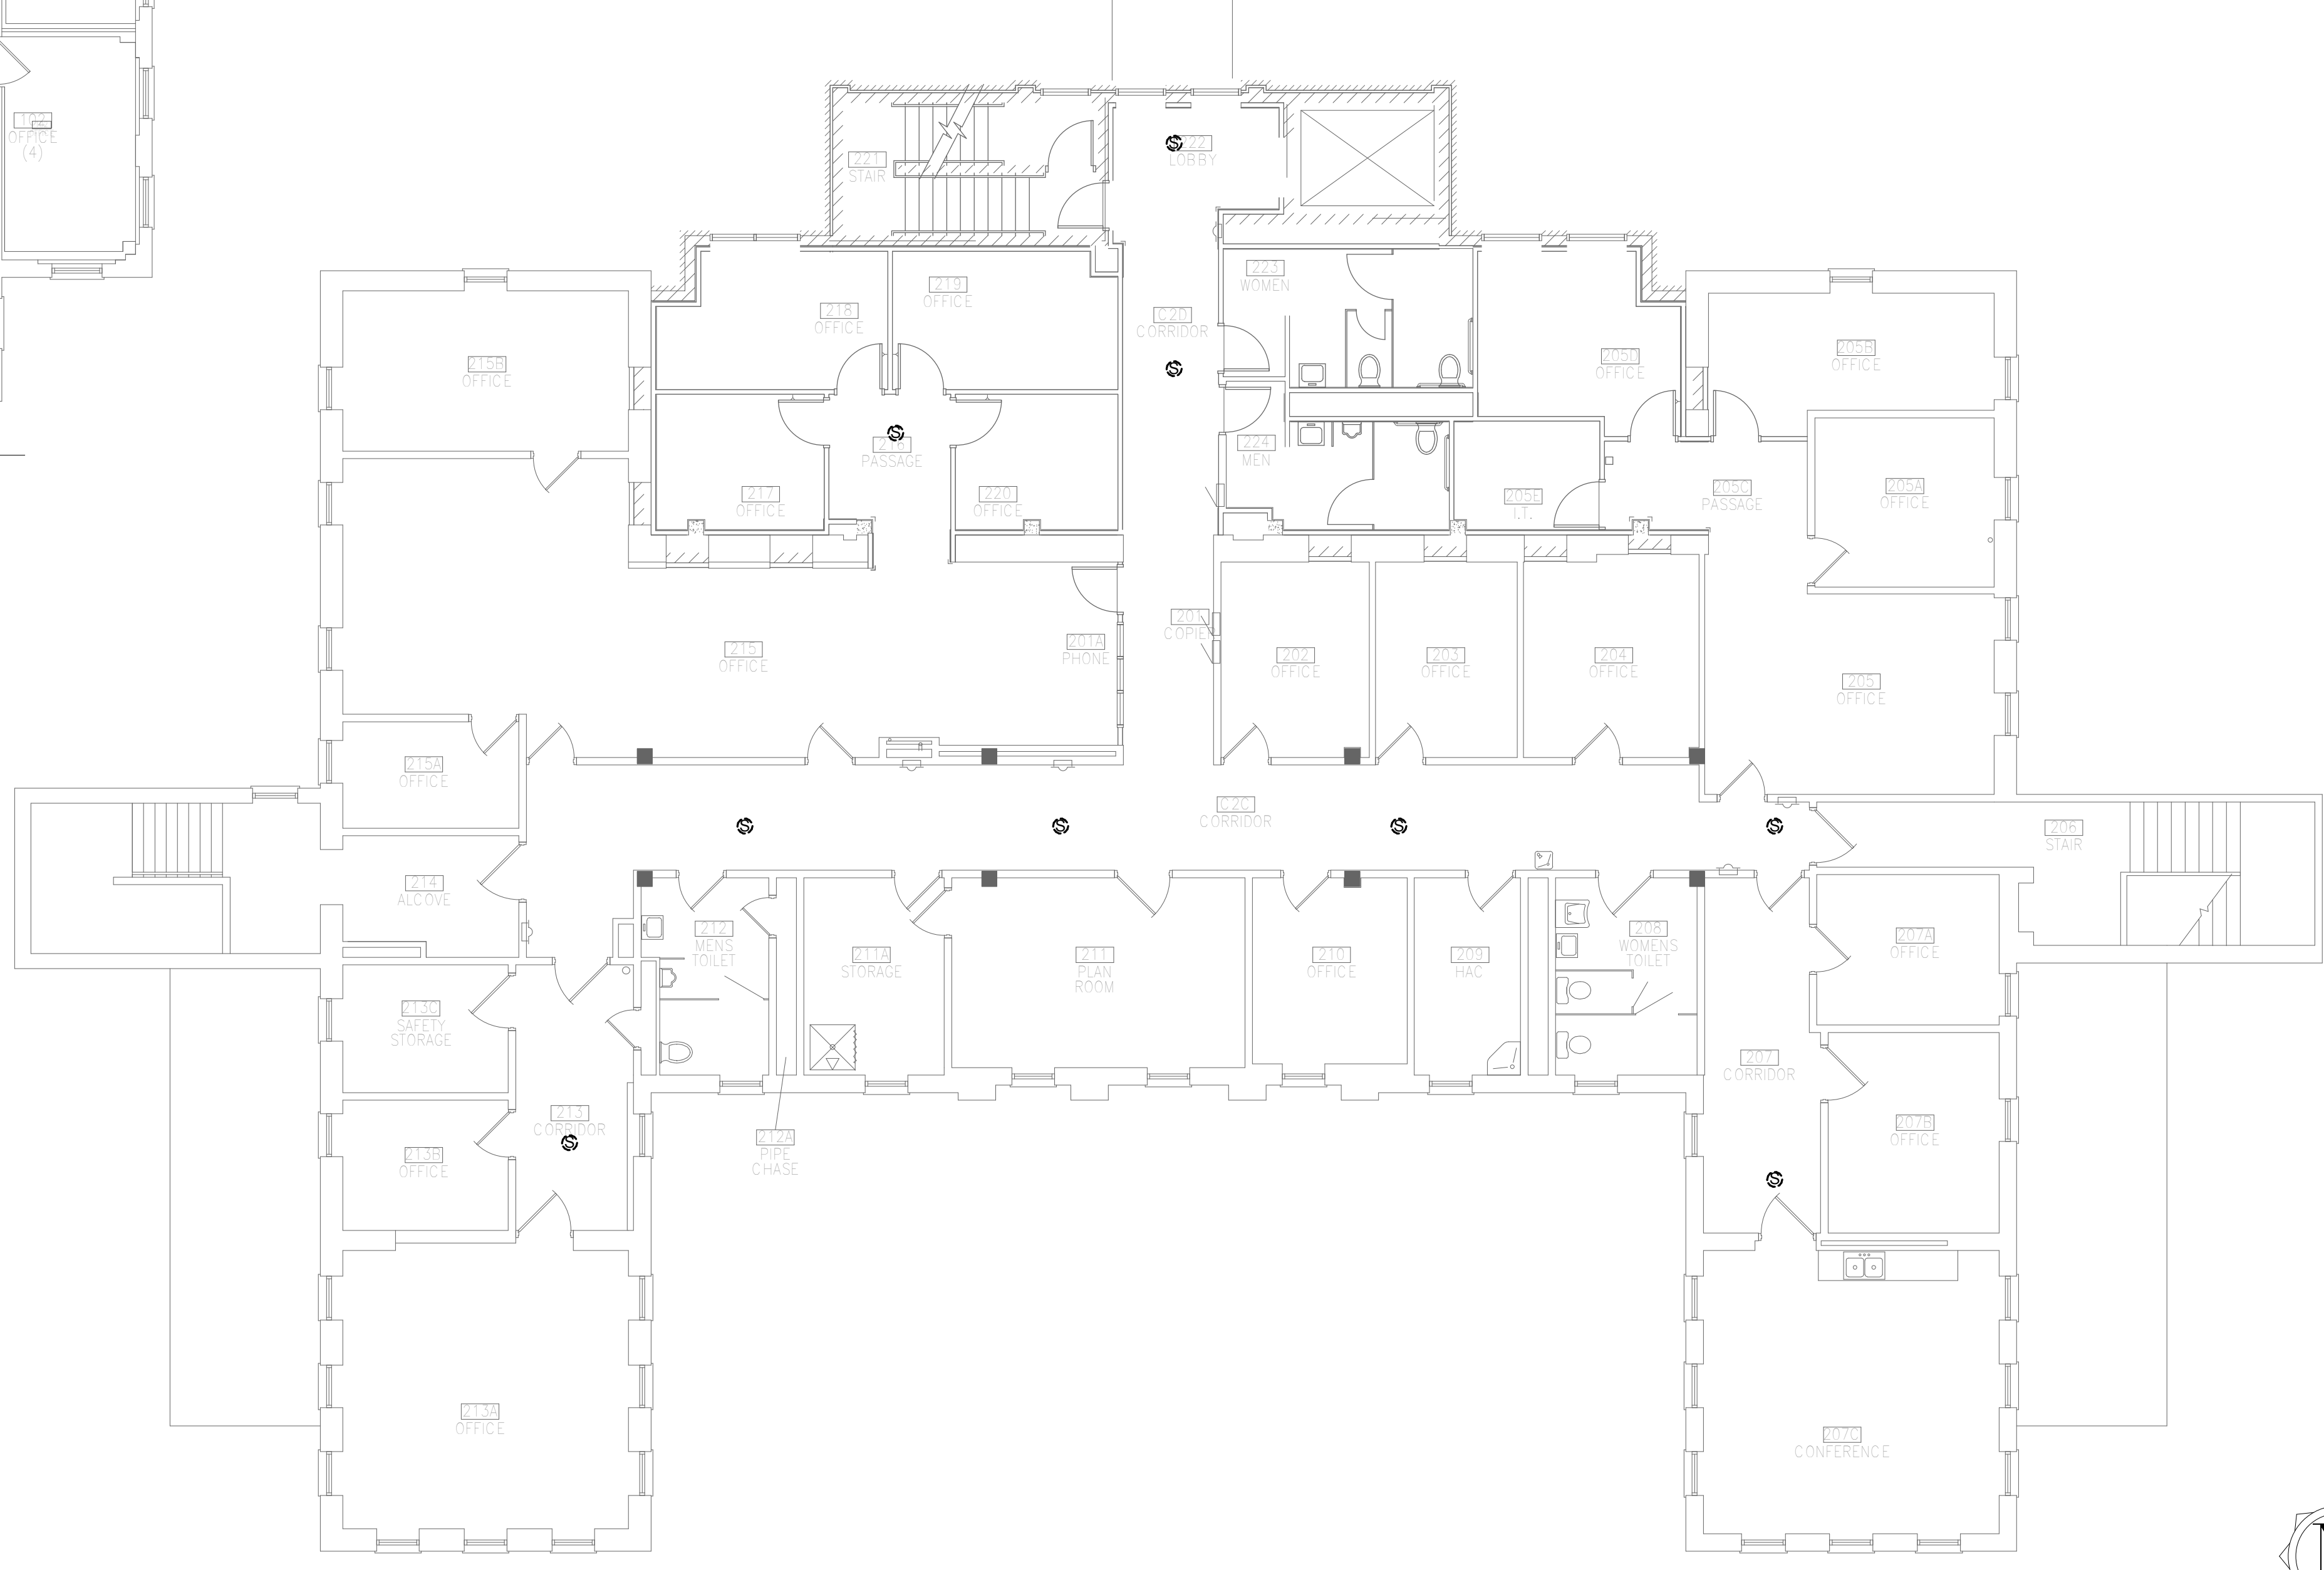 102
OFFICE
(4)
221
STAIR
S
222
LOBBY
223
WOMEN
219
OFFICE
218
OFFICE
C2D
CORRIDOR
S
215B
OFFICE
205D
OFFICE
205B
OFFICE
S
216
PASSAGE
224
MEN
217
OFFICE
220
OFFICE
205E
I.T.
205C
PASSAGE
205A
OFFICE
201
COPIER
201A
PHONE
215
OFFICE
202
OFFICE
203
OFFICE
204
OFFICE
205
OFFICE
215A
OFFICE
C2C
CORRIDOR
S
S
S
S
206
STAIR
214
ALCOVE
212
MENS
TOILET
211A
STORAGE
211
PLAN
ROOM
210
OFFICE
209
HAC
208
WOMENS
TOILET
207A
OFFICE
213C
SAFETY
STORAGE
207
CORRIDOR
213
CORRIDOR
S
212A
PIPE
CHASE
213B
OFFICE
207B
OFFICE
S
213A
OFFICE
207C
CONFERENCE